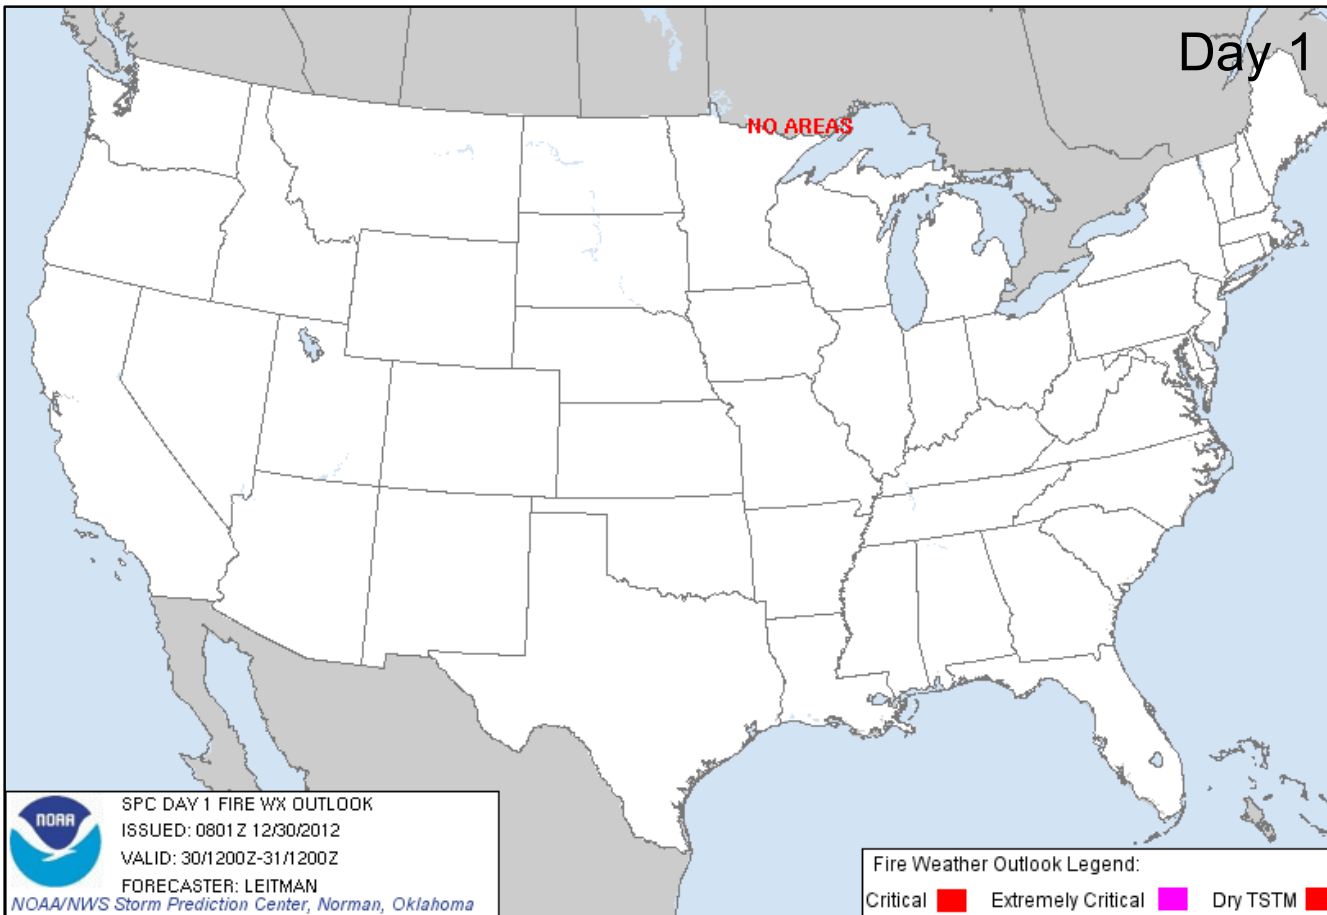 Day 1
NO AREAS
NOAA
SPC DAY 1 FIRE WX OUTLOOK
ISSUED: 0801Z 12/30/2012
VALID: 30/1200Z-31/1200Z
FORECASTER: LEITMAN
NOAA/NWS Storm Prediction Center, Norman, Oklahoma
Fire Weather Outlook Legend:
Critical Extremely Critical Dry TSTM